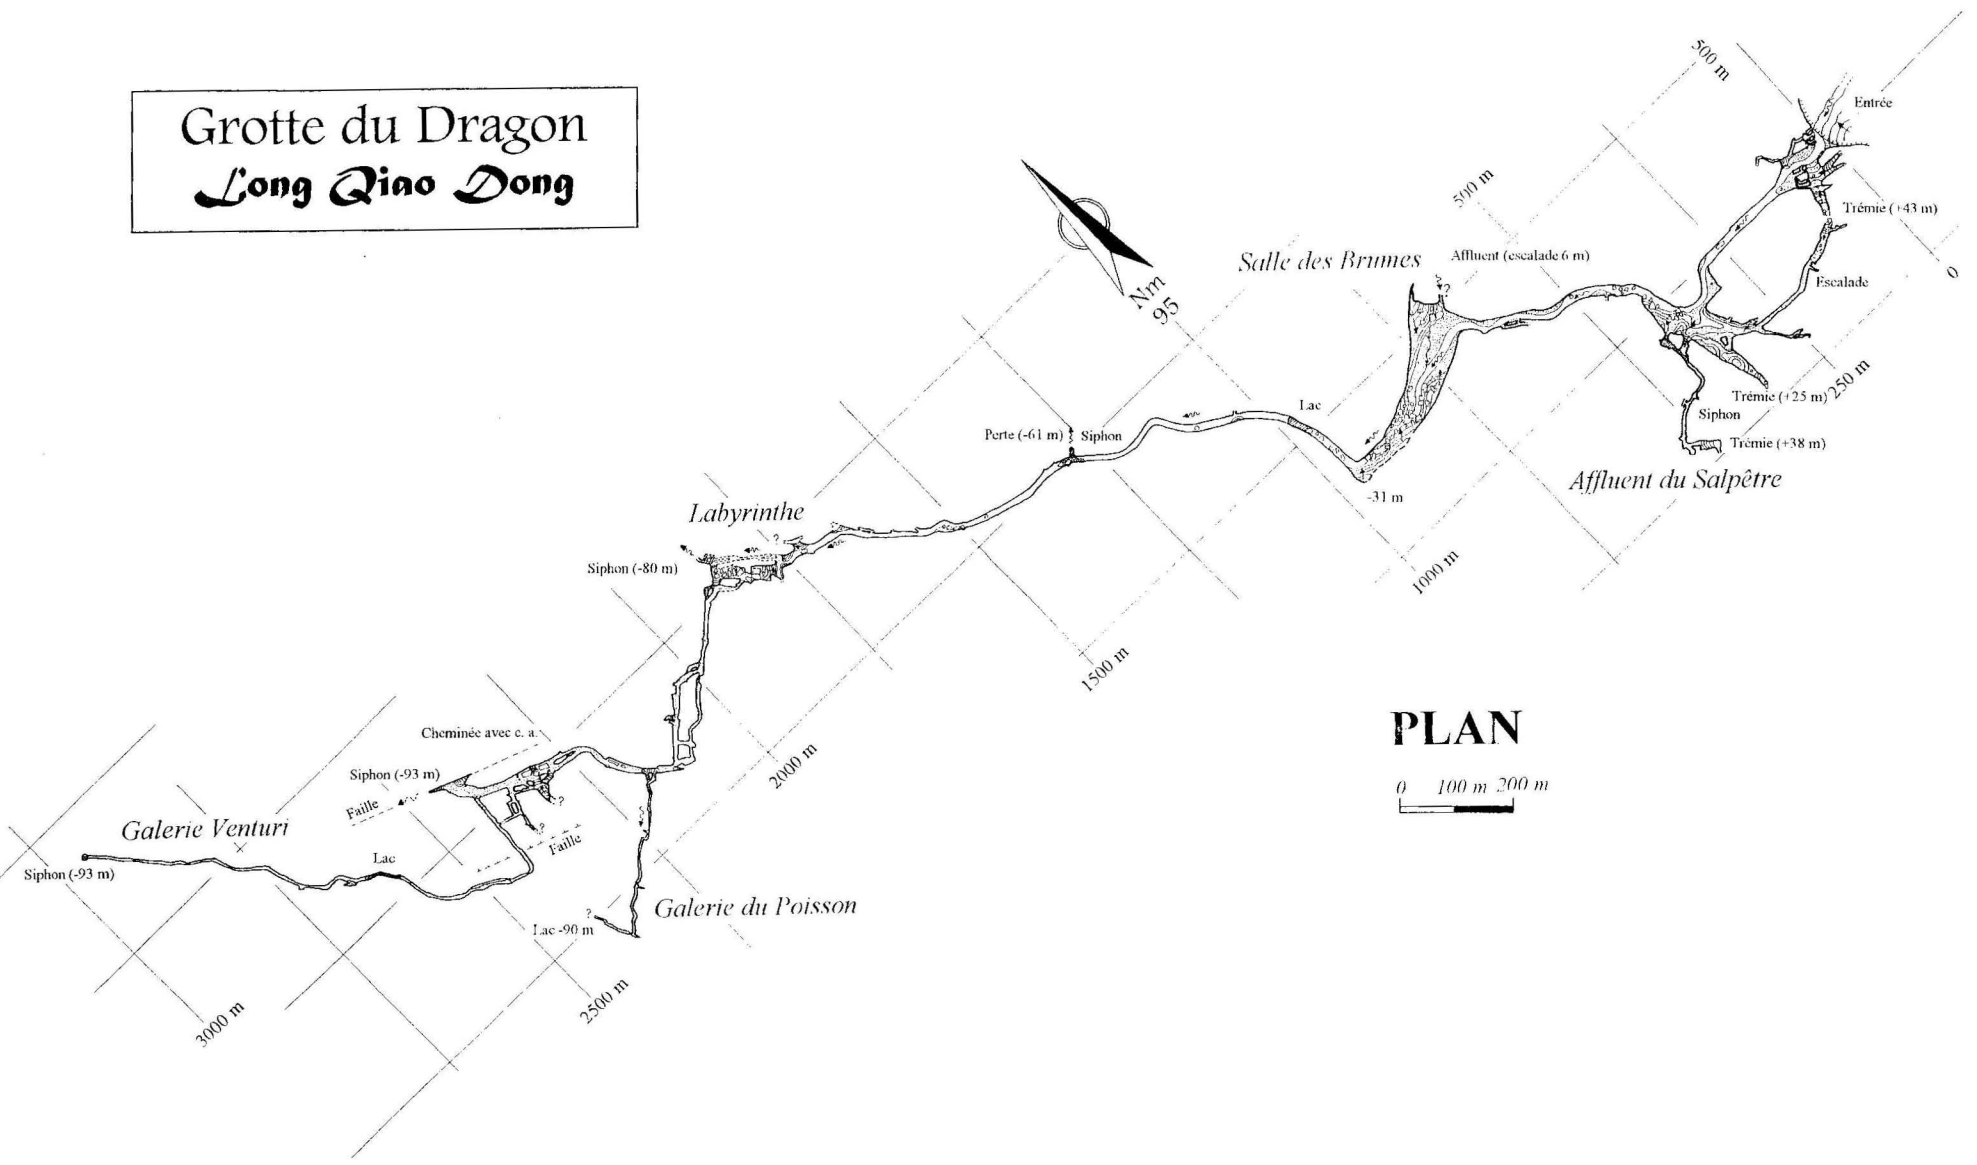 Grotte du Dragon
Long Qiao Dong
500 m
Entrée
500 m
Trémie (+43 m)
Nm
95
Salle des Brumes
Affluent (escalade 6 m)
?
0
Escalade
250 m
Trémie (+25 m)
Siphon
Trémie (+38 m)
Affluent du Salpêtre
Lac
Perte (-61 m)
Siphon
-31 m
1000 m
Labyrinthe
?
Siphon (-80 m)
1500 m
PLAN
0 100 m 200 m
2000 m
Cheminée avec c. a.
Siphon (-93 m)
Faille
?
?
Faille
Galerie Venturi
Lac
Siphon (-93 m)
Galerie du Poisson
?
Lac -90 m
2500 m
3000 m